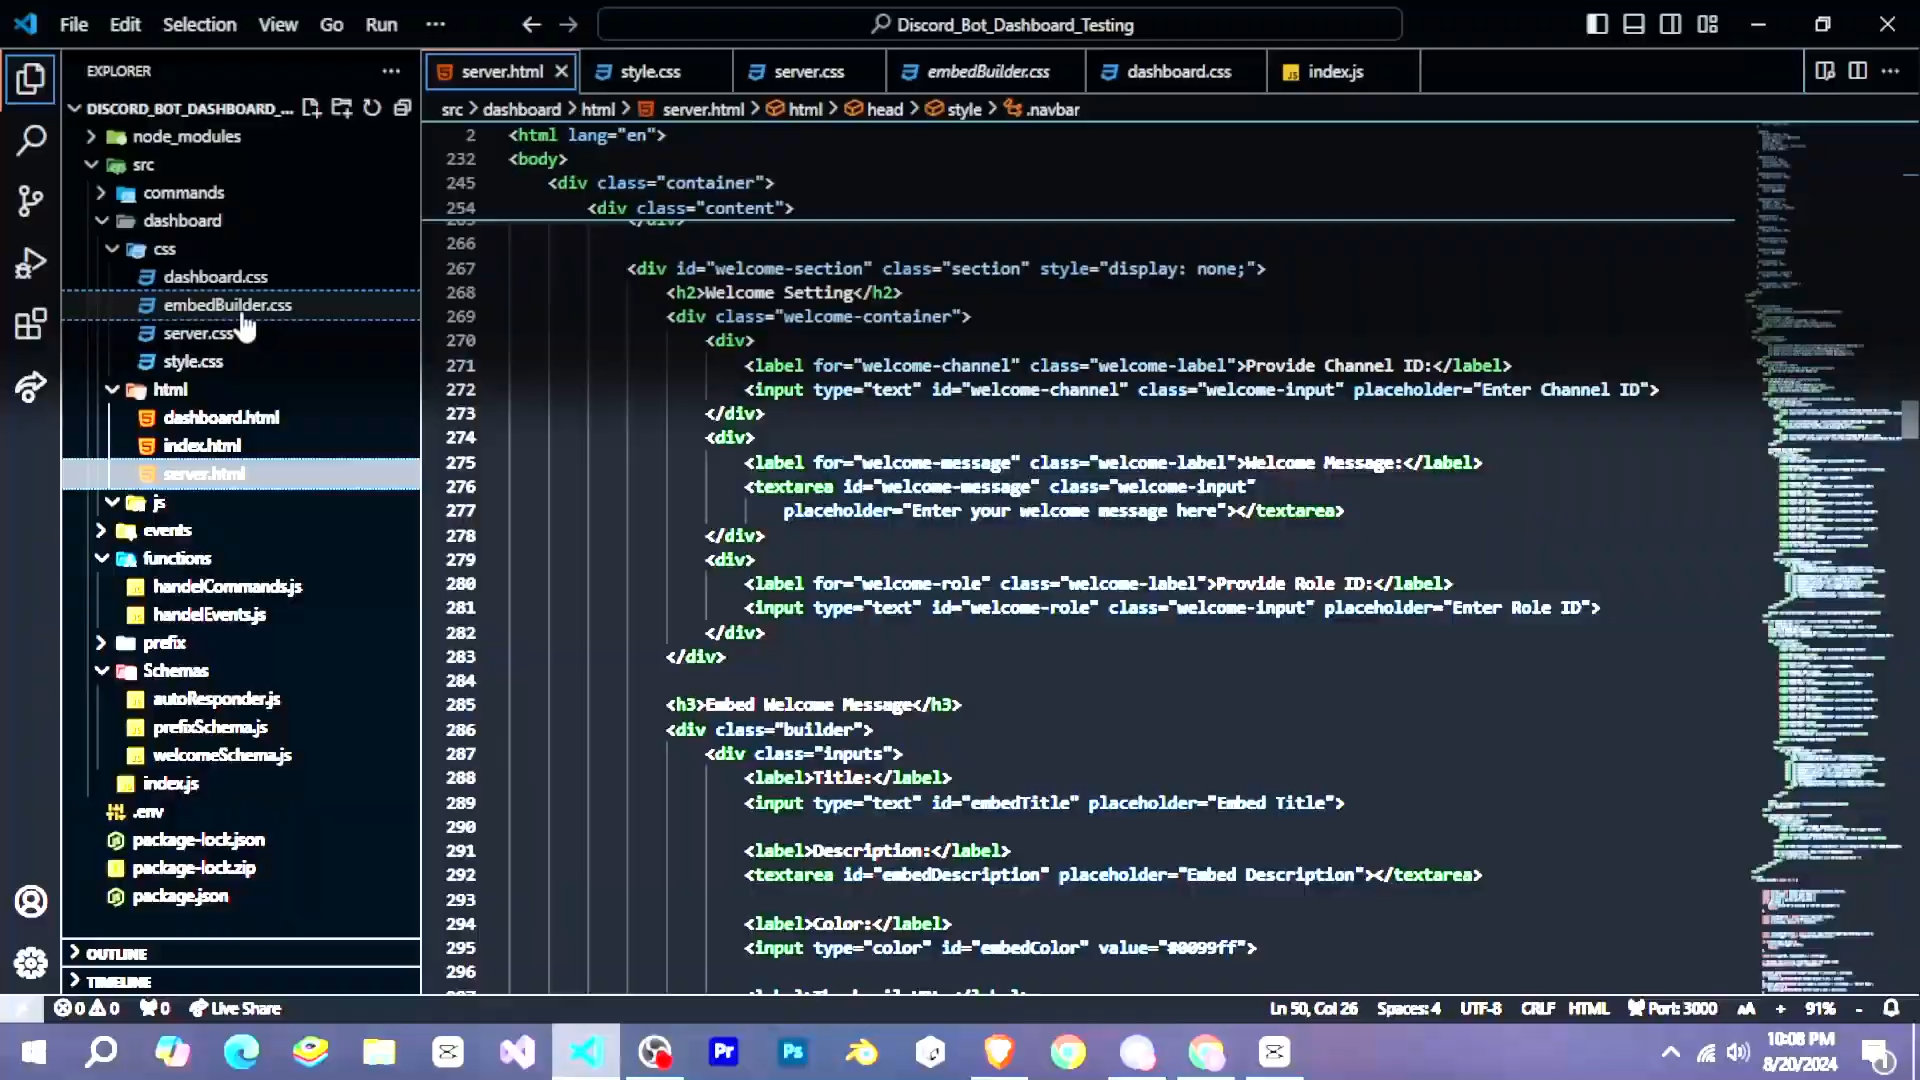 File Edit Selection View Go Run ··· Discord_Bot_Dashboard_Testing
EXPLORER
DISCORD_BOT_DASHBOARD_...
node_modules
src
commands
dashboard
css
dashboard.css
embedBuilder.css
server.css
style.css
html
dashboard.html
index.html
server.html
js
events
functions
handelCommands.js
handelEvents.js
prefix
Schemas
autoResponder.js
prefixSchema.js
welcomeSchema.js
index.js
.env
package-lock.json
package-lock.zip
package.json
OUTLINE
TIMELINE
server.html style.css server.css embedBuilder.css dashboard.css index.js
src > dashboard > html > server.html > html > head > style > .navbar
2 <html lang="en">
232 <body>
245 <div class="container">
254 <div class="content">
266
267 <div id="welcome-section" class="section" style="display: none;">
268 <h2>Welcome Setting</h2>
269 <div class="welcome-container">
270 <div>
271 <label for="welcome-channel" class="welcome-label">Provide Channel ID:</label>
272 <input type="text" id="welcome-channel" class="welcome-input" placeholder="Enter Channel ID">
273 </div>
274 <div>
275 <label for="welcome-message" class="welcome-label">Welcome Message:</label>
276 <textarea id="welcome-message" class="welcome-input"
277 placeholder="Enter your welcome message here"></textarea>
278 </div>
279 <div>
280 <label for="welcome-role" class="welcome-label">Provide Role ID:</label>
281 <input type="text" id="welcome-role" class="welcome-input" placeholder="Enter Role ID">
282 </div>
283 </div>
284
285 <h3>Embed Welcome Message</h3>
286 <div class="builder">
287 <div class="inputs">
288 <label>Title:</label>
289 <input type="text" id="embedTitle" placeholder="Embed Title">
290
291 <label>Description:</label>
292 <textarea id="embedDescription" placeholder="Embed Description"></textarea>
293
294 <label>Color:</label>
295 <input type="color" id="embedColor" value="#0099ff">
296
0 0 0 Live Share Ln 50, Col 26 Spaces: 4 UTF-8 CRLF HTML Port: 3000 AA + 91% -
Pr Ps
10:08 PM
8/20/2024
1